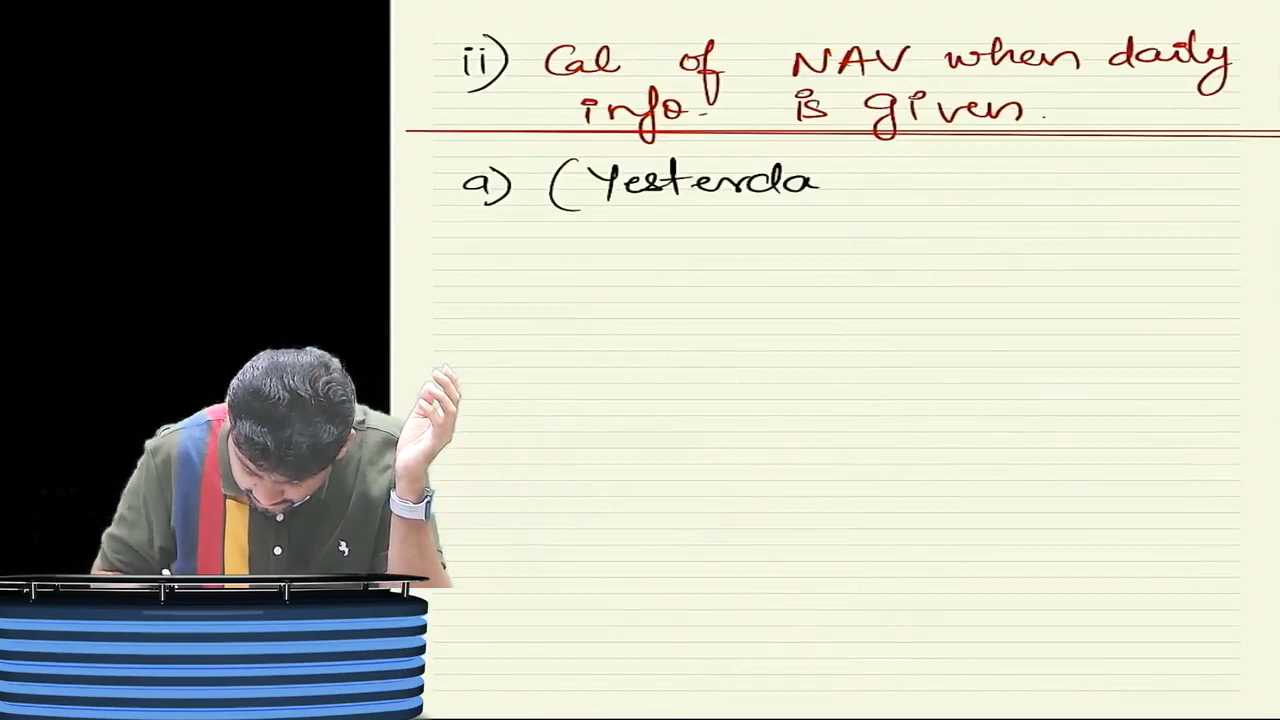 ii) Cal of NAV when daily
info. is given.
a) (Yesterda